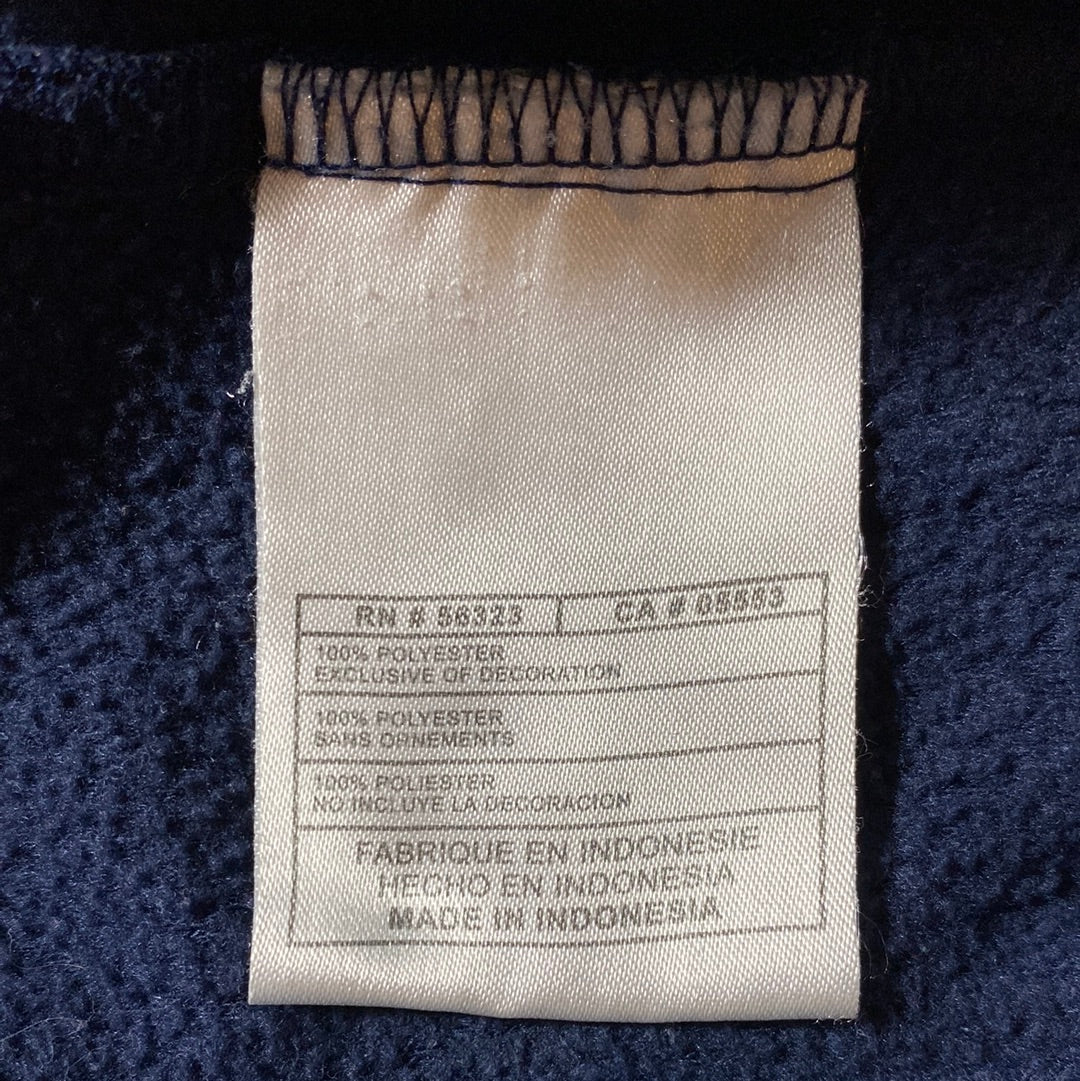 RN # 56323 CA # 05553
100% POLYESTER
EXCLUSIVE OF DECORATION
100% POLYESTER
SANS ORNEMENTS
100% POLIESTER
NO INCLUYE LA DECORACION
FABRIQUE EN INDONESIE
HECHO EN INDONESIA
MADE IN INDONESIA